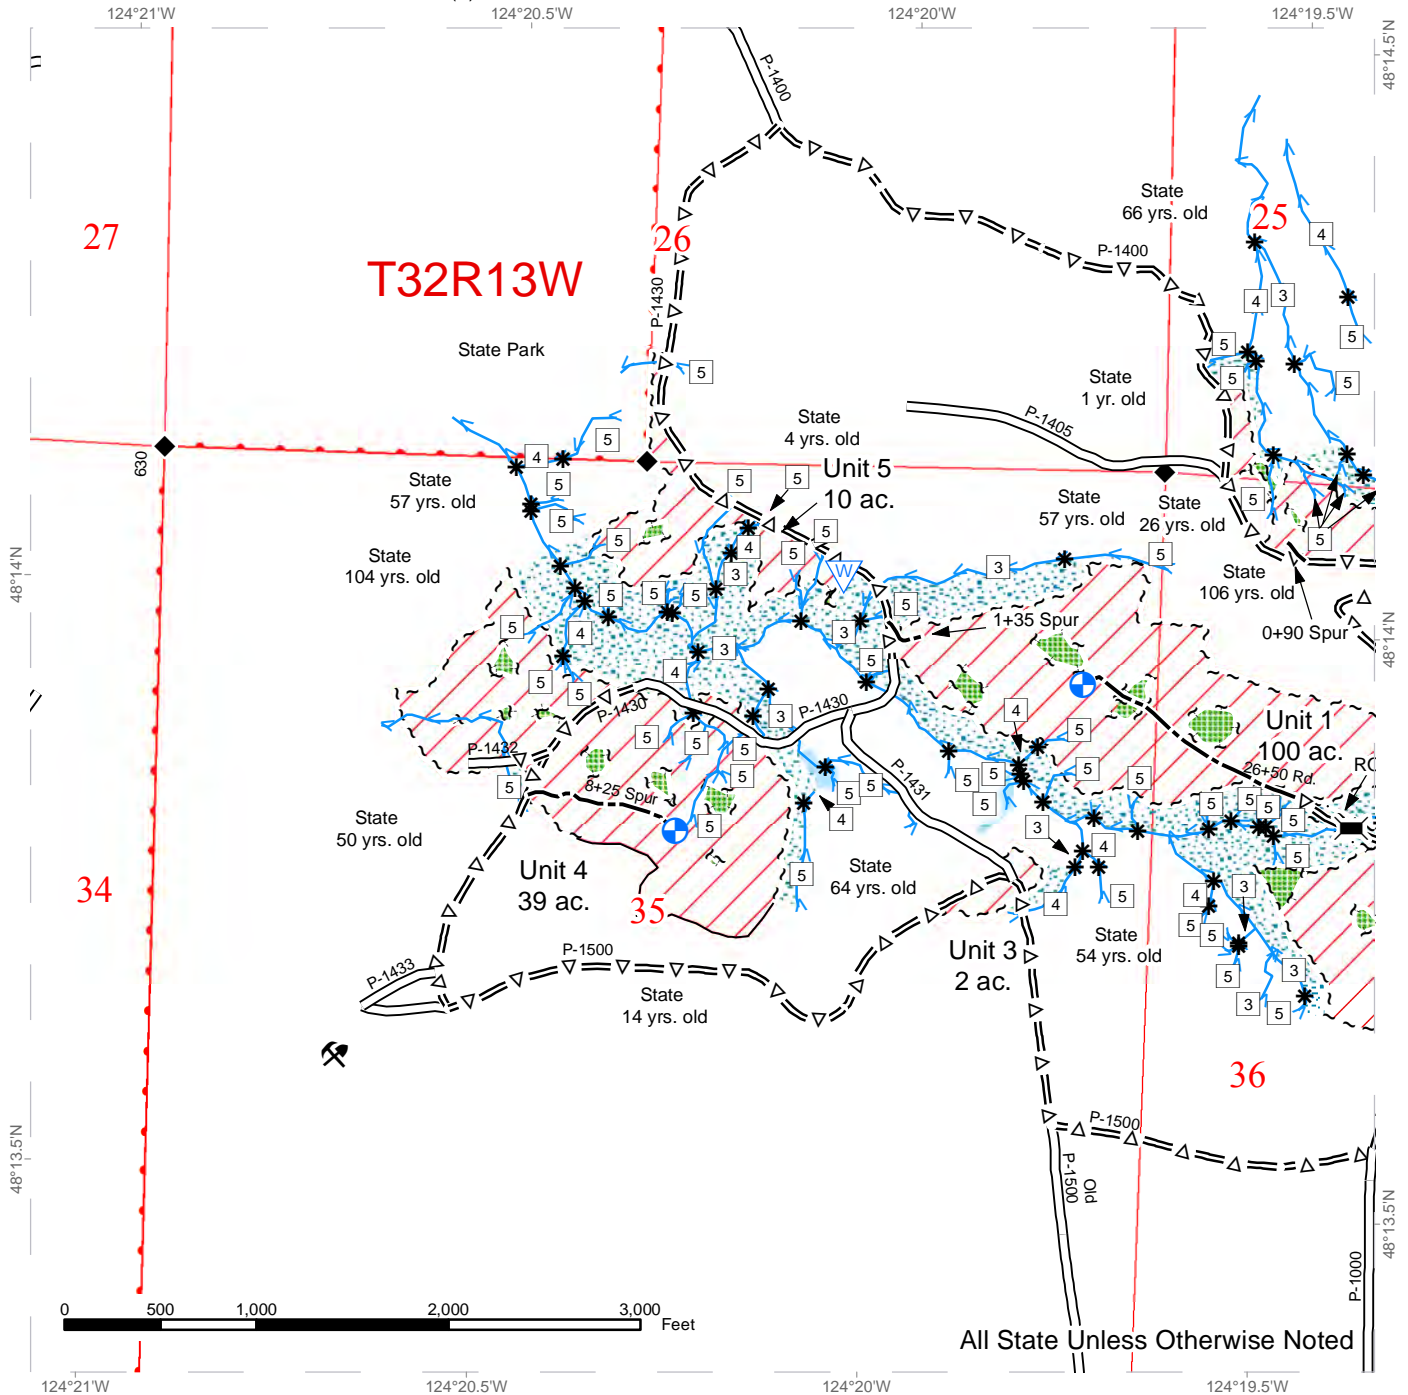 124°21'W
124°20.5'W
124°20'W
124°19.5'W
48°14.5'N
P-1400
State
66 yrs. old
25
27
26
T32R13W
4
P-1400
P-1430
4
3
5
5
State Park
5
5
5
State
1 yr. old
P-1405
State
4 yrs. old
5
4
630
Unit 5
10 ac.
State
57 yrs. old
5
5
5
5
5
State
57 yrs. old
State
26 yrs. old
5
5
5
5
4
5
5
State
104 yrs. old
48°14'N
3
3
5
State
106 yrs. old
5
5
5
5
1+35 Spur
0+90 Spur
48°14'N
5
4
3
3
5
4
5
5
P-1430
P-1430
3
4
Unit 1
100 ac.
5
5
5
5
P-1432
26+50 Rd.
RC
5
5
5
5
5
5
P-1431
8+25 Spur
5
5
5
5
5
5
5
State
50 yrs. old
4
5
3
4
5
State
64 yrs. old
Unit 4
39 ac.
5
4
3
34
35
5
4
5
5
State
54 yrs. old
Unit 3
2 ac.
P-1500
P-1433
5
3
State
14 yrs. old
3
5
36
P-1500
48°13.5'N
Old
P-1500
48°13.5'N
P-1000
0
500
1,000
2,000
3,000
Feet
All State Unless Otherwise Noted
124°21'W
124°20.5'W
124°20'W
124°19.5'W
W